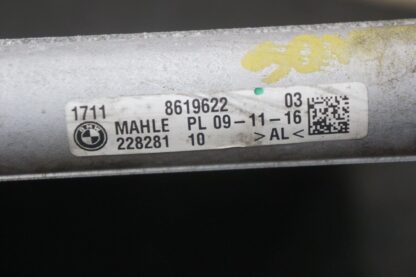 1711 8619622 03
MAHLE PL 09-11-16
228281 10 >AL<